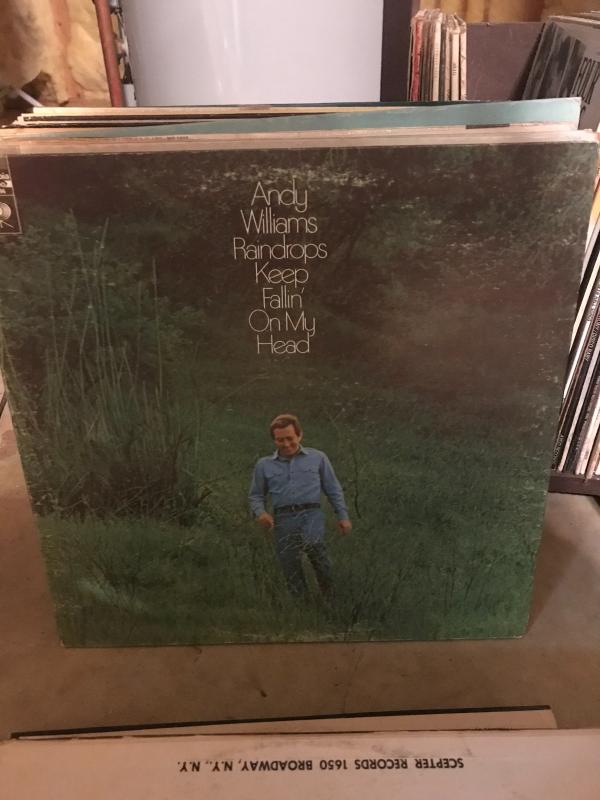 Andy
Williams
Raindrops
Keep
Fallin'
On My
Head
SCEPTER RECORDS 1650 BROADWAY, N.Y., N.Y.